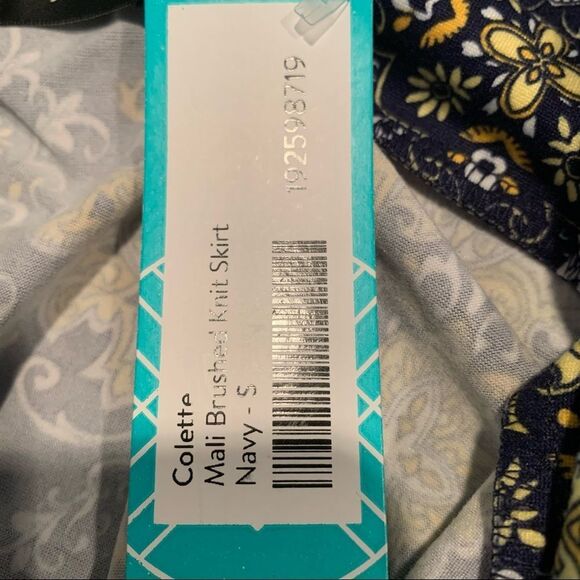 Colette
Mali Brushed Knit Skirt
Navy - S
192598719